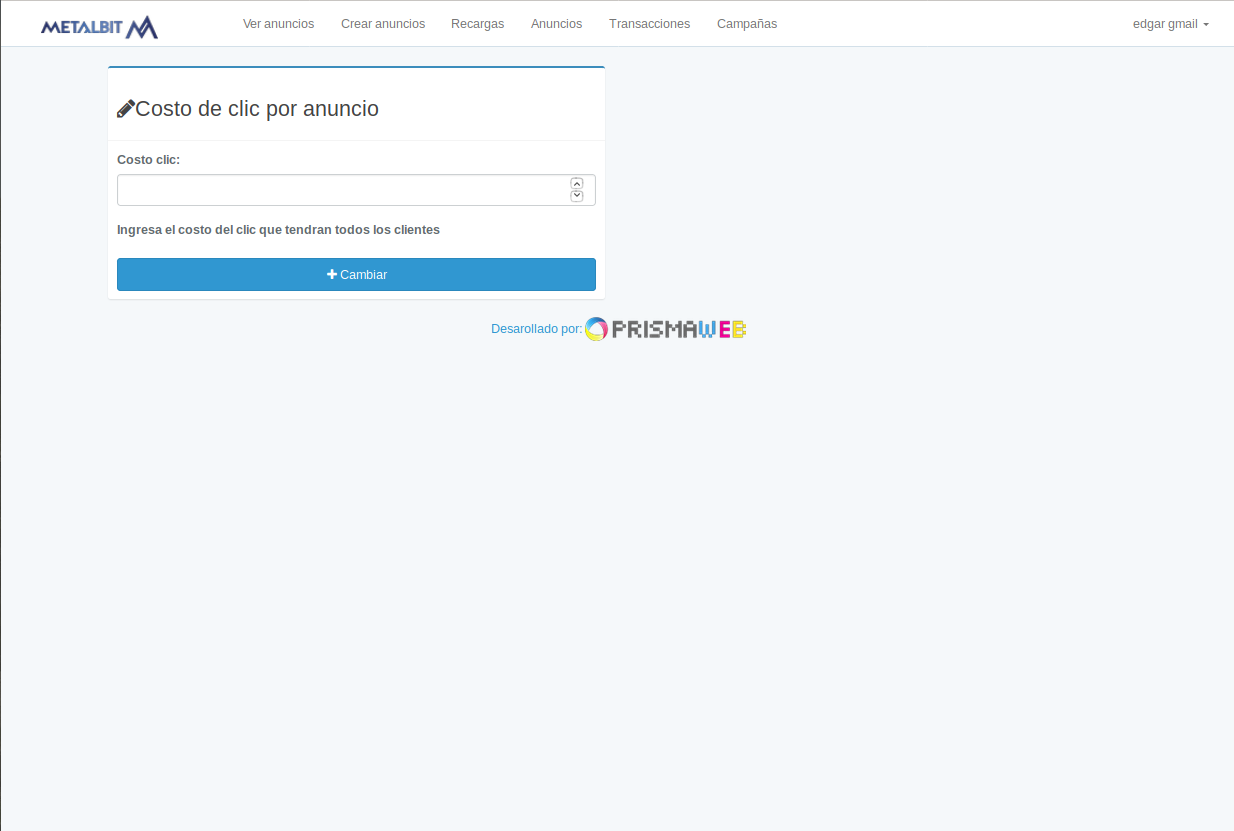 METALBIT
Ver anuncios Crear anuncios Recargas Anuncios Transacciones Campañas edgar gmail
Costo de clic por anuncio
Costo clic:
Ingresa el costo del clic que tendran todos los clientes
Cambiar
Desarollado por: PRISMAWEB